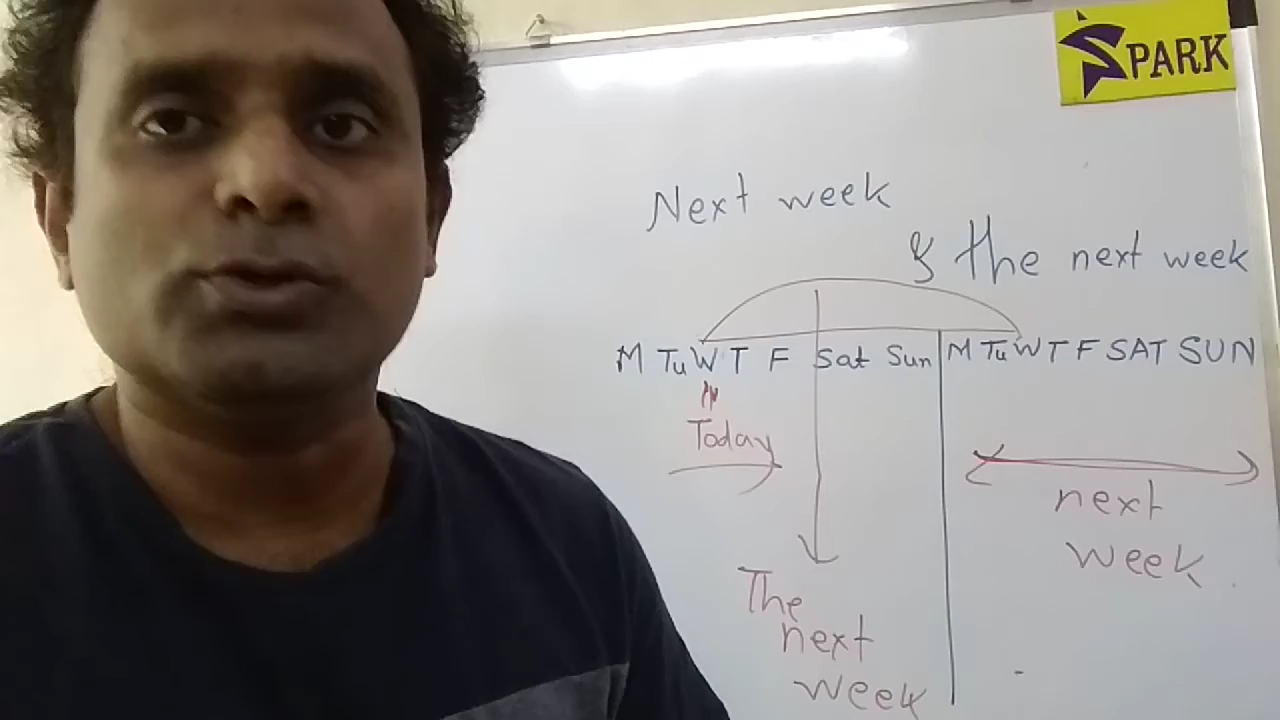 SPARK
Next week
& the next week
M Tu W T F Sat Sun M Tu W T F SAT SUN
Today
next
week
The
next
week